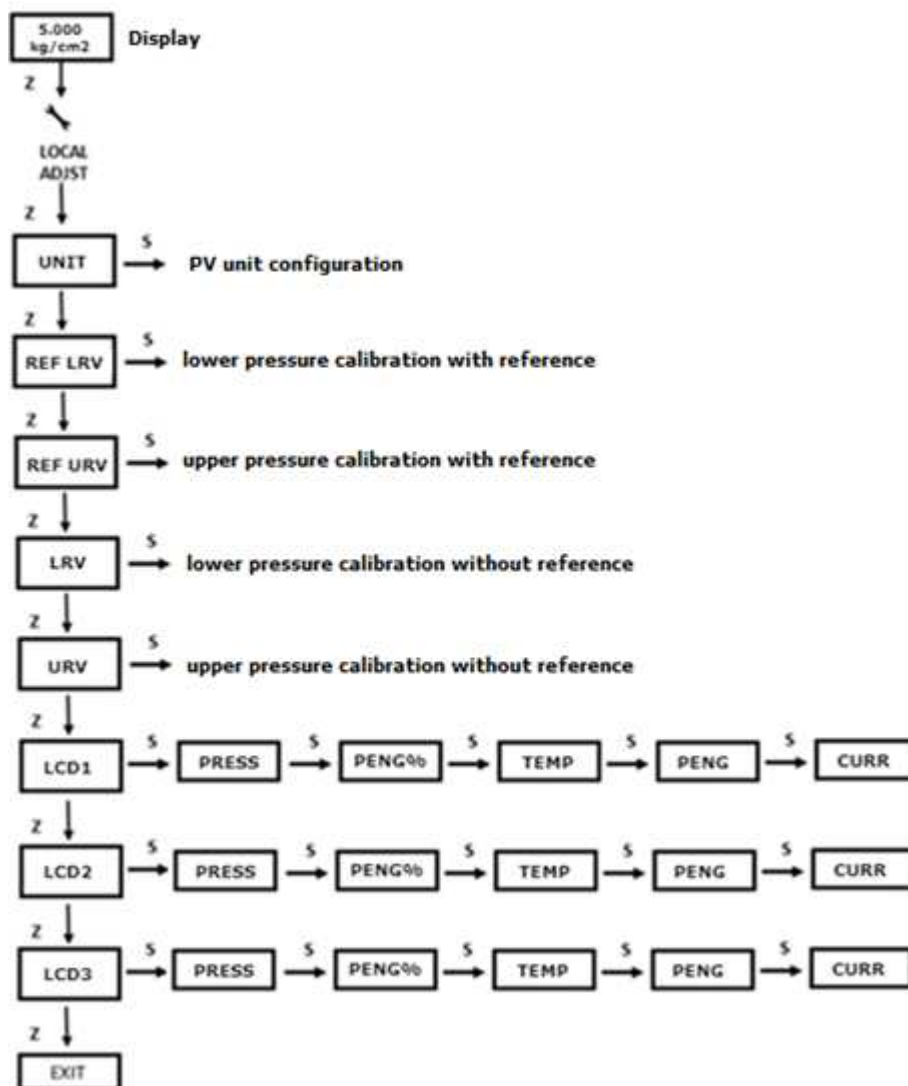 5.000
kg/cm2
Display
Z
LOCAL
ADJST
Z
UNIT
S
PV unit configuration
Z
REF LRV
S
lower pressure calibration with reference
Z
REF URV
S
upper pressure calibration with reference
Z
LRV
S
lower pressure calibration without reference
Z
URV
S
upper pressure calibration without reference
Z
LCD1
S
PRESS
S
PENG%
S
TEMP
S
PENG
S
CURR
Z
LCD2
S
PRESS
S
PENG%
S
TEMP
S
PENG
S
CURR
Z
LCD3
S
PRESS
S
PENG%
S
TEMP
S
PENG
S
CURR
Z
EXIT